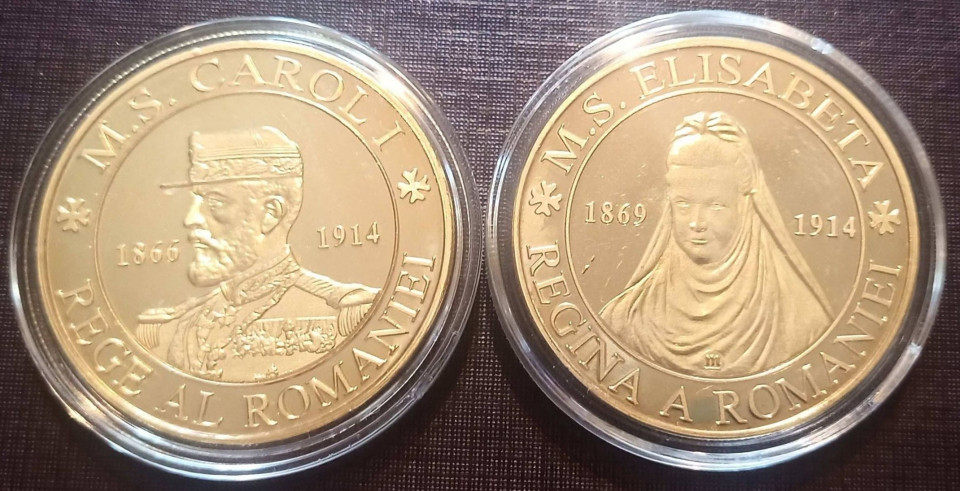 M.S. CAROL I
1866 1914
REGE AL ROMANIEI
M.S. ELISABETA
1869 1914
REGINA A ROMANIEI